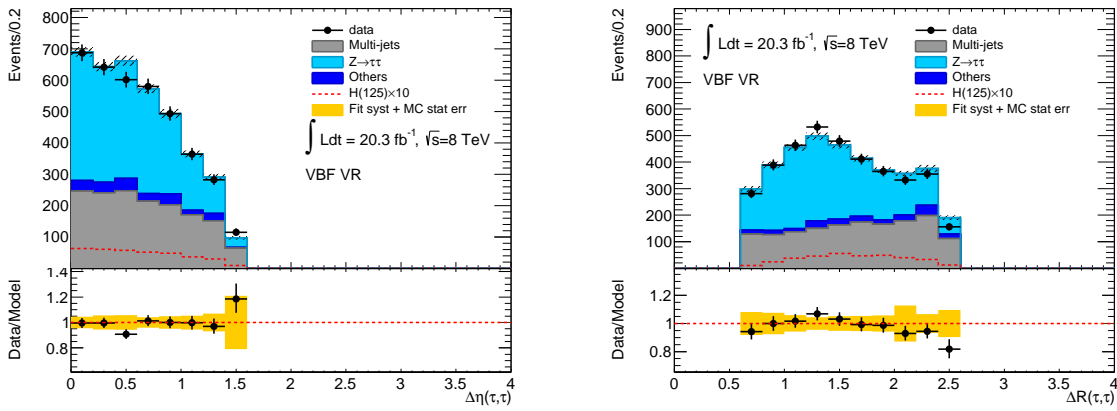 Events/0.2
800
700
600
500
400
300
200
100
data
Multi-jets
Z→ττ
Others
H(125)×10
Fit syst + MC stat err
∫ Ldt = 20.3 fb⁻¹, √s=8 TeV
VBF VR
Data/Model
1.4
1.2
1
0.8
0 0.5 1 1.5 2 2.5 3 3.5 4
Δη(τ,τ)
Events/0.2
900
800
700
600
500
400
300
200
100
∫ Ldt = 20.3 fb⁻¹, √s=8 TeV
VBF VR
data
Multi-jets
Z→ττ
Others
H(125)×10
Fit syst + MC stat err
Data/Model
1.2
1
0.8
0 0.5 1 1.5 2 2.5 3 3.5 4
ΔR(τ,τ)